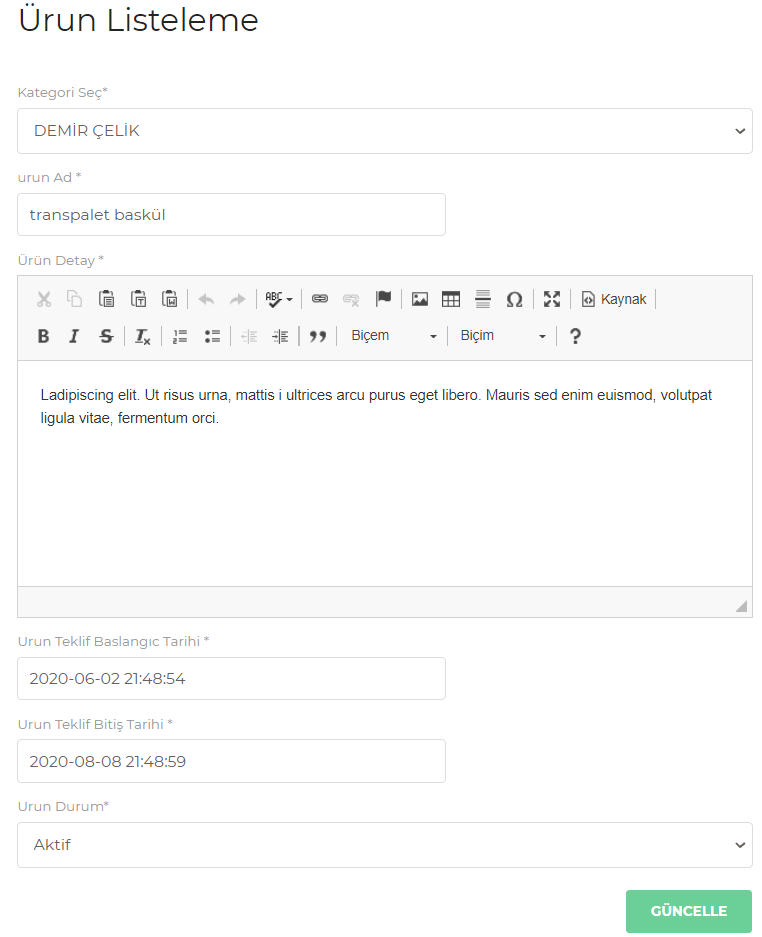 Ürun Listeleme
Kategori Seç*
DEMİR ÇELİK
urun Ad *
transpalet baskül
Ürün Detay *
ABC
Kaynak
B I S Ix Biçem Biçim ?
Ladipiscing elit. Ut risus urna, mattis i ultrices arcu purus eget libero. Mauris sed enim euismod, volutpat
ligula vitae, fermentum orci.
Urun Teklif Baslangıc Tarihi *
2020-06-02 21:48:54
Urun Teklif Bitiş Tarihi *
2020-08-08 21:48:59
Urun Durum*
Aktif
GÜNCELLE